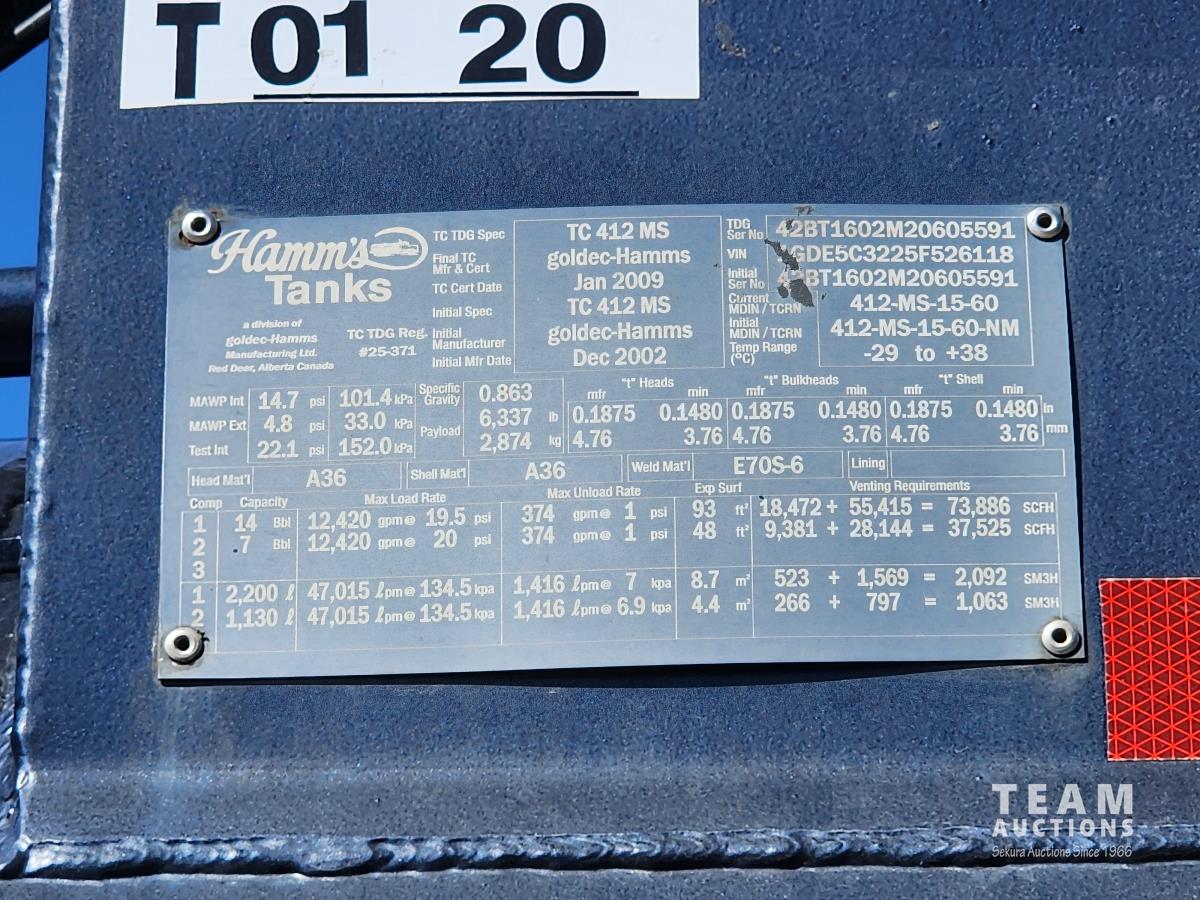 T 01 20
Hamm's Tanks
a division of
goldec-Hamms
Manufacturing Ltd.
Red Deer, Alberta Canada
TC TDG Reg.
#25-371
TC TDG Spec TC 412 MS
Final TC Mfr & Cert goldec-Hamms
TC Cert Date Jan 2009
Initial Spec TC 412 MS
Initial Manufacturer goldec-Hamms
Initial Mfr Date Dec 2002
TDG Ser No 42BT1602M20605591
VIN GDE5C3225F526118
Initial Ser No 42BT1602M20605591
Current MDIN / TCRN 412-MS-15-60
Initial MDIN / TCRN 412-MS-15-60-NM
Temp Range (°C) -29 to +38
MAWP Int 14.7 psi 101.4 kPa
MAWP Ext 4.8 psi 33.0 kPa
Test Int 22.1 psi 152.0 kPa
Specific Gravity 0.863
Payload 6,337 lb
2,874 kg
"t" Heads "t" Bulkheads "t" Shell
mfr min mfr min mfr min
0.1875 0.1480 0.1875 0.1480 0.1875 0.1480 in
4.76 3.76 4.76 3.76 4.76 3.76 mm
Head Mat'l A36 Shell Mat'l A36 Weld Mat'l E70S-6 Lining
Comp Capacity Max Load Rate Max Unload Rate Exp Surf Venting Requirements
1 14 Bbl 12,420 gpm@ 19.5 psi 374 gpm@ 1 psi 93 ft² 18,472 + 55,415 = 73,886 SCFH
2 7 Bbl 12,420 gpm@ 20 psi 374 gpm@ 1 psi 48 ft² 9,381 + 28,144 = 37,525 SCFH
3
1 2,200 ℓ 47,015 ℓpm@ 134.5 kpa 1,416 ℓpm@ 7 kpa 8.7 m² 523 + 1,569 = 2,092 SM3H
2 1,130 ℓ 47,015 ℓpm@ 134.5 kpa 1,416 ℓpm@ 6.9 kpa 4.4 m² 266 + 797 = 1,063 SM3H
TEAM
AUCTIONS
Sekura Auctions Since 1966